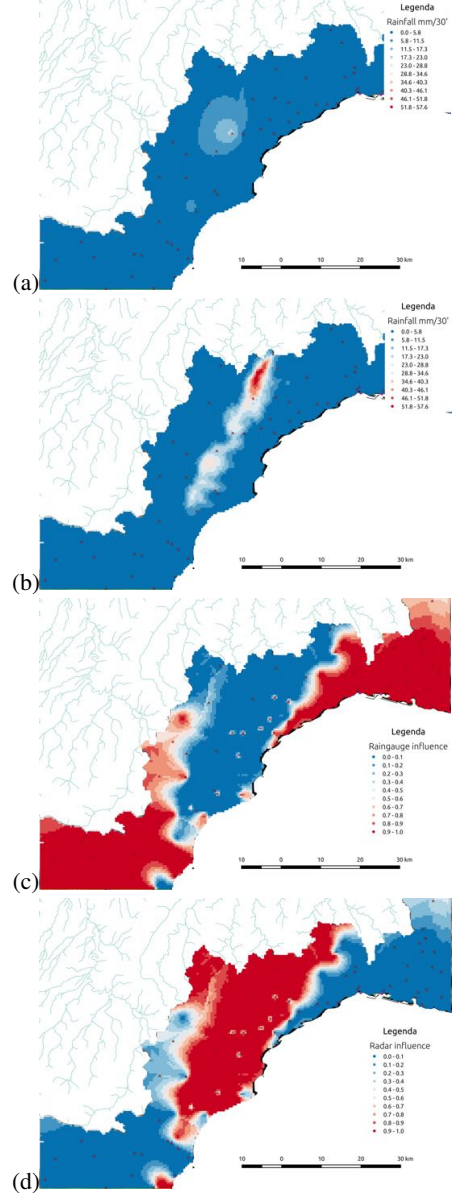 Legenda
Rainfall mm/30'
0.0 - 5.8
5.8 - 11.5
11.5 - 17.3
17.3 - 23.0
23.0 - 28.8
28.8 - 34.6
34.6 - 40.3
40.3 - 46.1
46.1 - 51.8
51.8 - 57.6
10 0 10 20 30 km
(a)
Legenda
Rainfall mm/30'
0.0 - 5.8
5.8 - 11.5
11.5 - 17.3
17.3 - 23.0
23.0 - 28.8
28.8 - 34.6
34.6 - 40.3
40.3 - 46.1
46.1 - 51.8
51.8 - 57.6
10 0 10 20 30 km
(b)
Legenda
Raingauge influence
0.0 - 0.1
0.1 - 0.2
0.2 - 0.3
0.3 - 0.4
0.4 - 0.5
0.5 - 0.6
0.6 - 0.7
0.7 - 0.8
0.8 - 0.9
0.9 - 1.0
10 0 10 20 30 km
(c)
Legenda
Radar influence
0.0 - 0.1
0.1 - 0.2
0.2 - 0.3
0.3 - 0.4
0.4 - 0.5
0.5 - 0.6
0.6 - 0.7
0.7 - 0.8
0.8 - 0.9
0.9 - 1.0
10 0 10 20 30 km
(d)